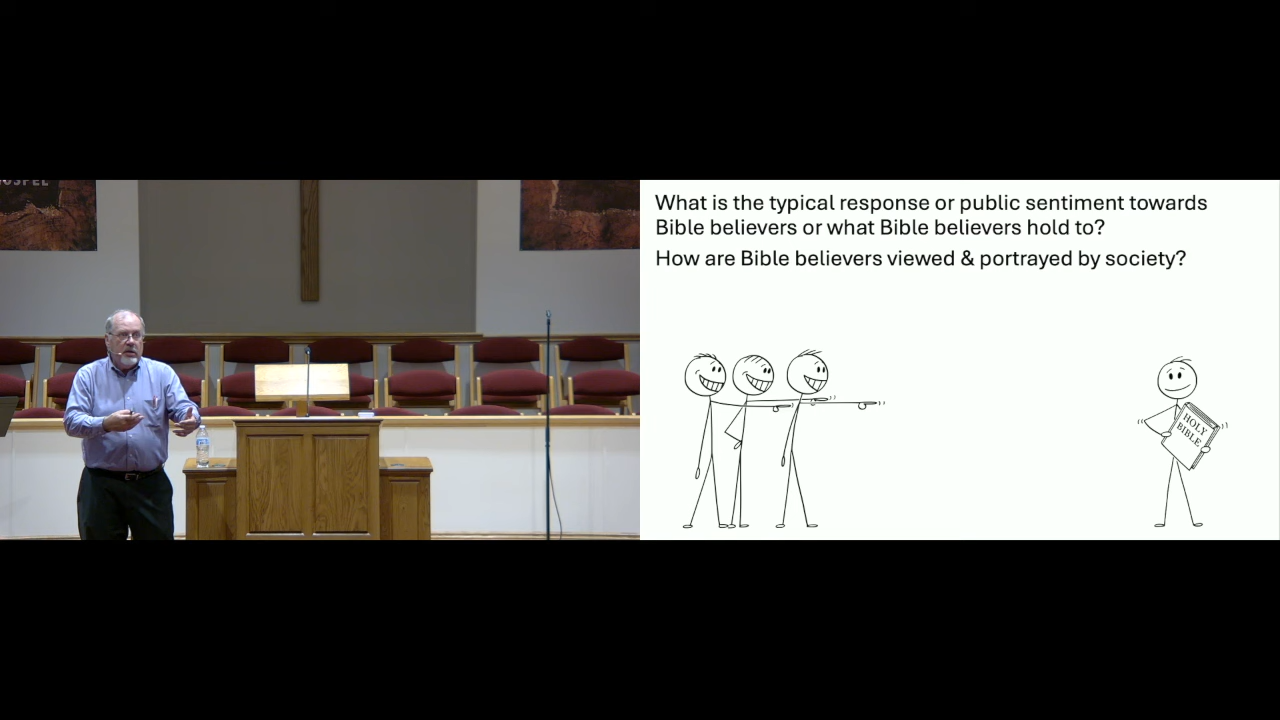 GOSPEL
What is the typical response or public sentiment towards
Bible believers or what Bible believers hold to?
How are Bible believers viewed & portrayed by society?
HOLY
BIBLE